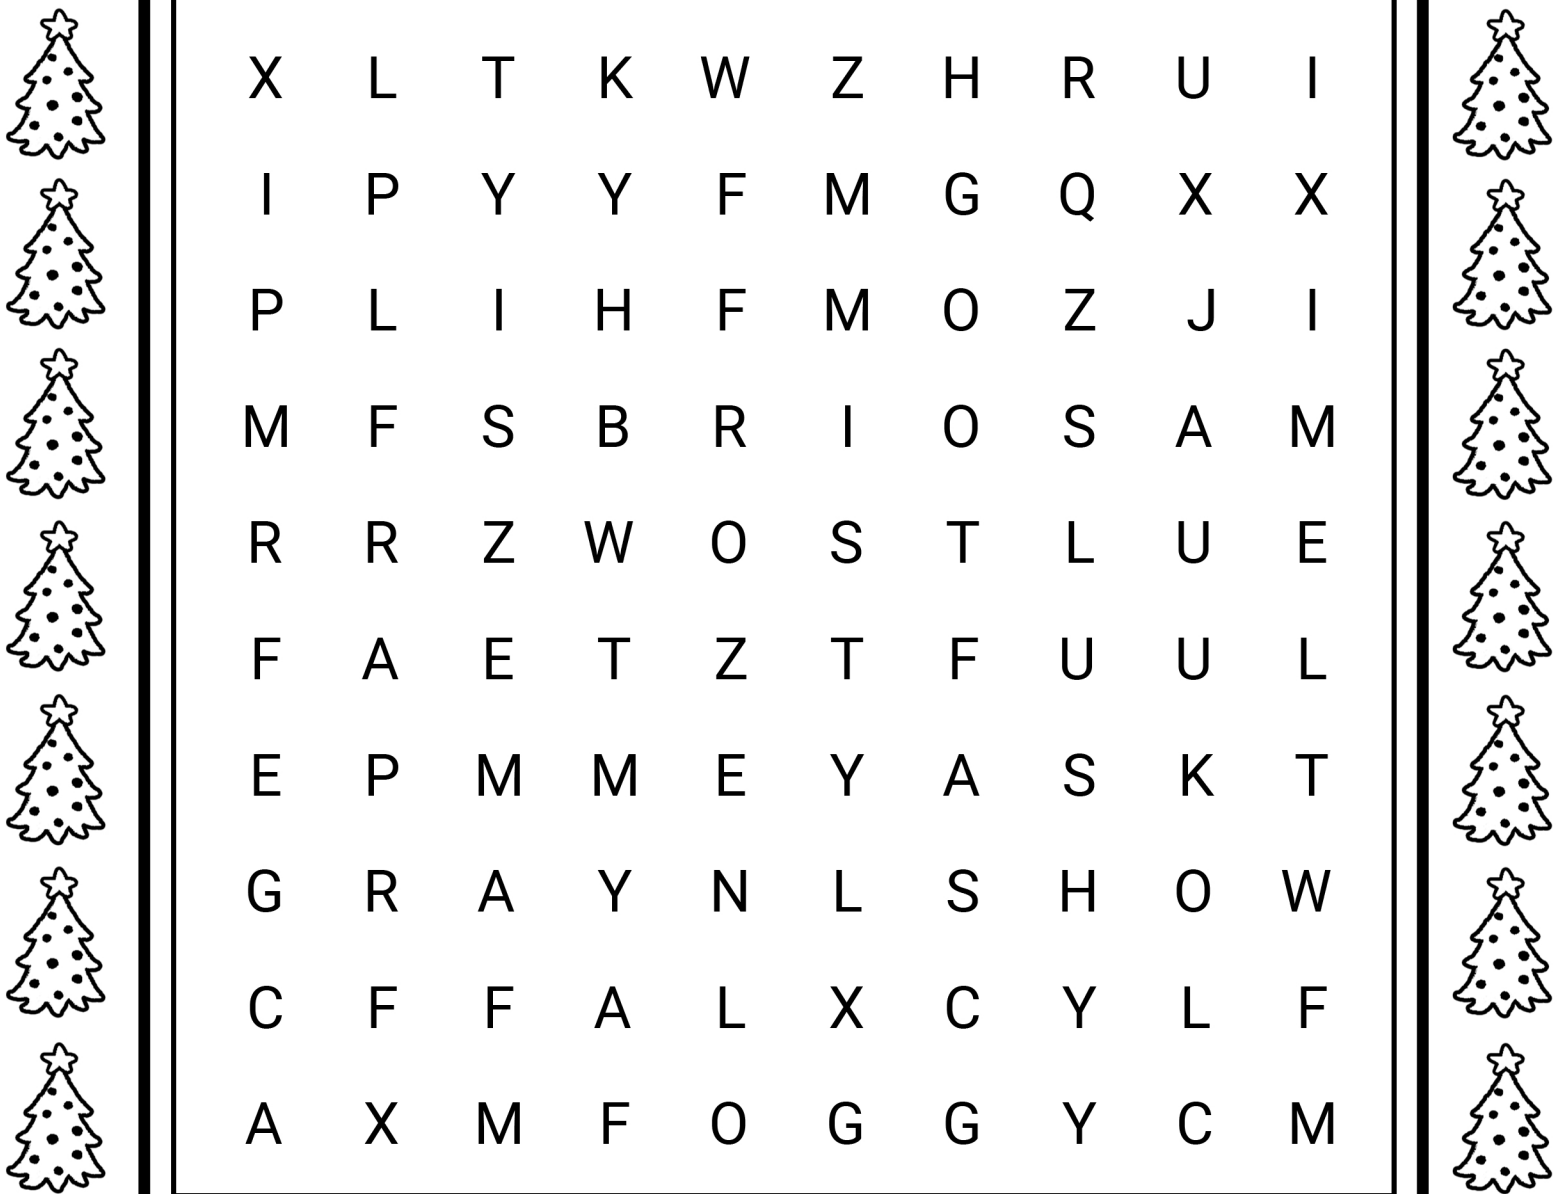 X L T K W Z H R U I
I P Y Y F M G Q X X
P L I H F M O Z J I
M F S B R I O S A M
R R Z W O S T L U E
F A E T Z T F U U L
E P M M E Y A S K T
G R A Y N L S H O W
C F F A L X C Y L F
A X M F O G G Y C M